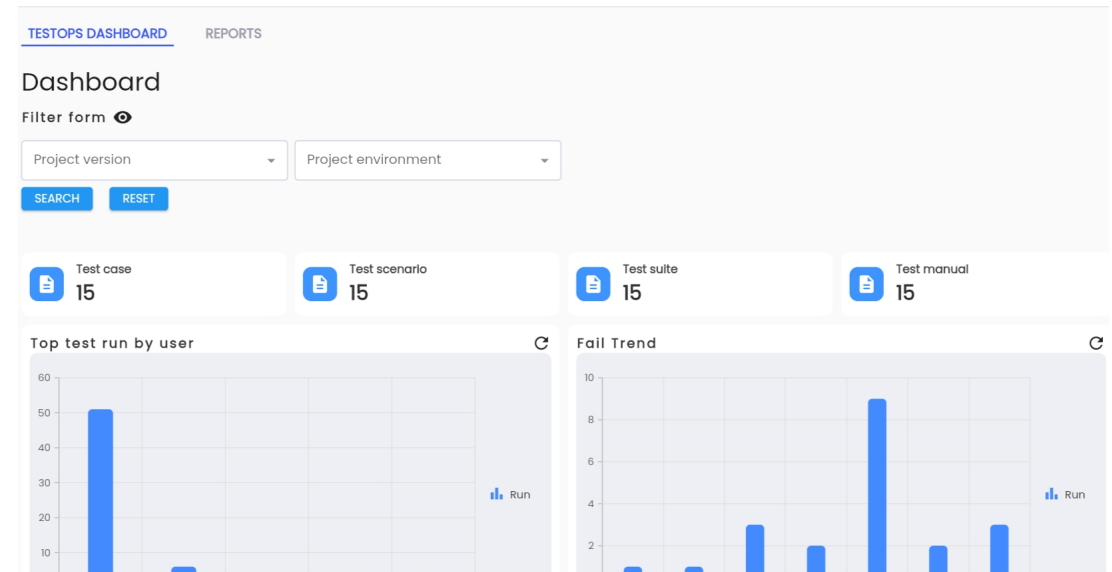 TESTOPS DASHBOARD REPORTS
Dashboard
Filter form
Project version Project environment
SEARCH RESET
Test case
15
Test scenario
15
Test suite
15
Test manual
15
Top test run by user
60
50
40
30
20
10
Run
Fail Trend
10
8
6
4
2
Run